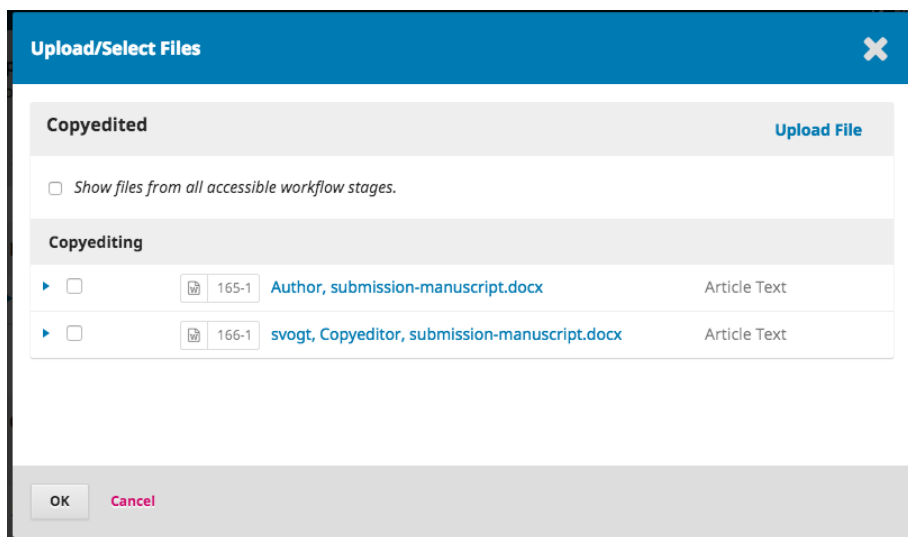 Upload/Select Files
Copyedited
Upload File
Show files from all accessible workflow stages.
Copyediting
165-1 Author, submission-manuscript.docx Article Text
166-1 svogt, Copyeditor, submission-manuscript.docx Article Text
OK Cancel